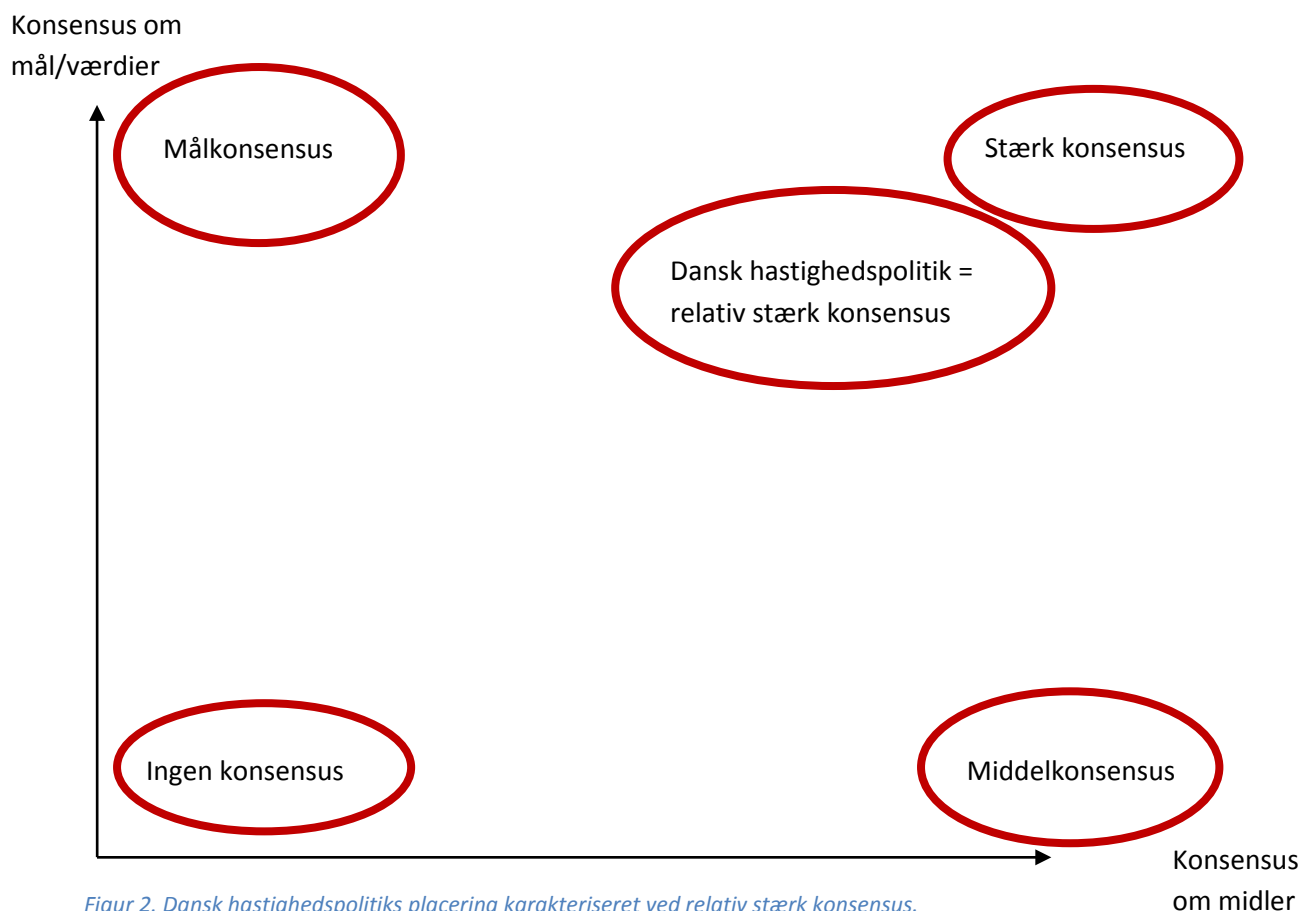 Konsensus om
mål/værdier
Målkonsensus
Stærk konsensus
Dansk hastighedspolitik =
relativ stærk konsensus
Ingen konsensus
Middelkonsensus
Konsensus
om midler
Figur 2. Dansk hastighedspolitiks placering karakteriseret ved relativ stærk konsensus.